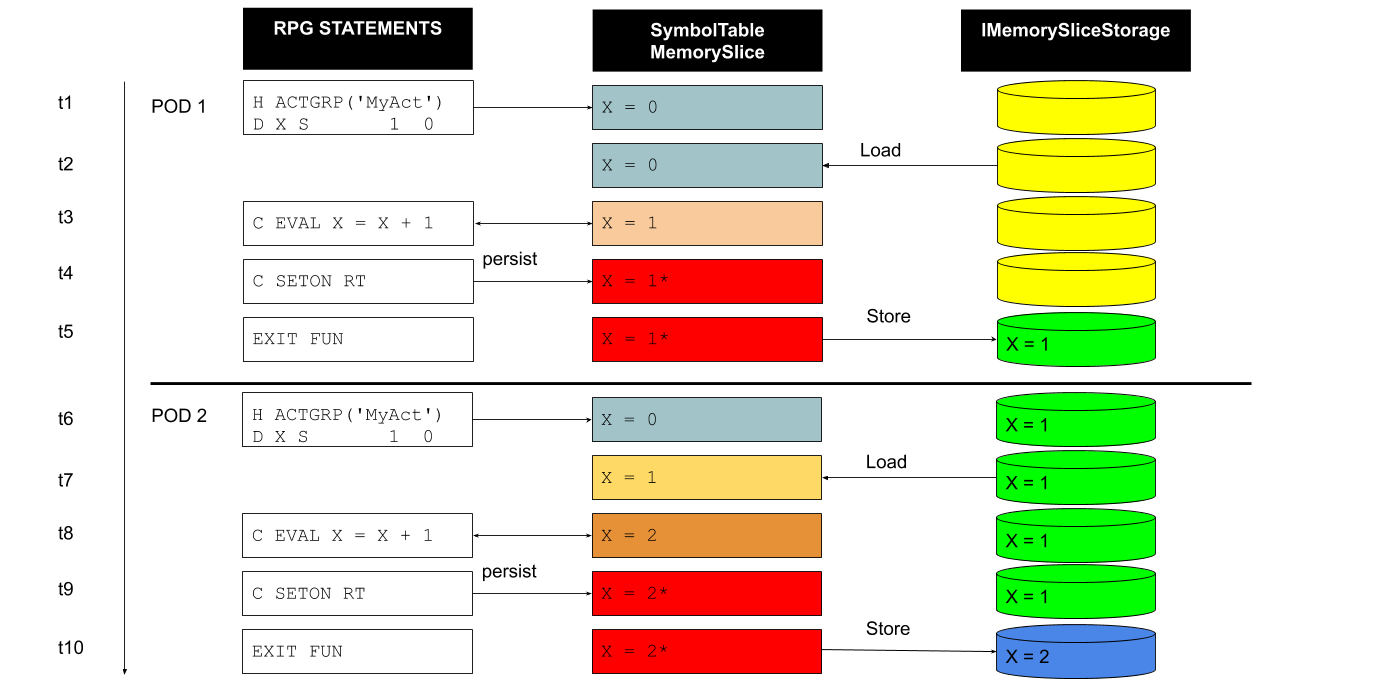 RPG STATEMENTS
SymbolTable
MemorySlice
IMemorySliceStorage
t1
POD 1
H ACTGRP('MyAct')
D X S       1  0
X = 0
t2
X = 0
Load
t3
C EVAL X = X + 1
X = 1
t4
C SETON RT
persist
X = 1*
t5
EXIT FUN
X = 1*
Store
X = 1
t6
POD 2
H ACTGRP('MyAct')
D X S       1  0
X = 0
X = 1
t7
X = 1
Load
X = 1
t8
C EVAL X = X + 1
X = 2
X = 1
t9
C SETON RT
persist
X = 2*
X = 1
t10
EXIT FUN
X = 2*
Store
X = 2